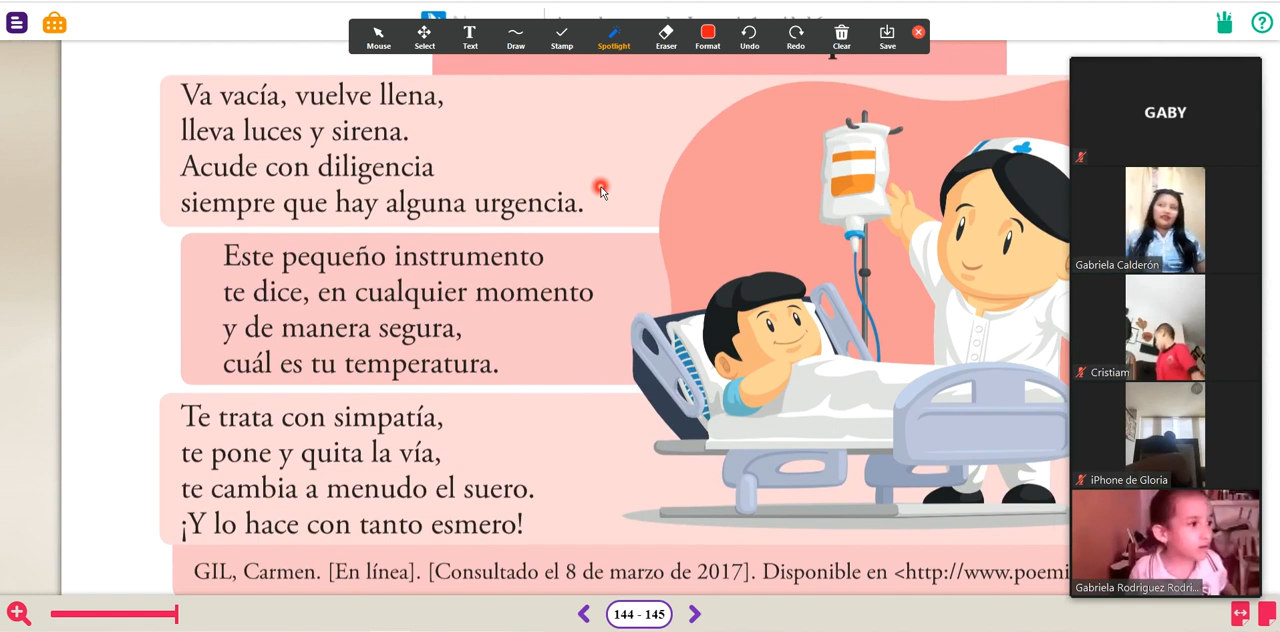 Mouse
Select
Text
Draw
Stamp
Spotlight
Eraser
Format
Undo
Redo
Clear
Save
Va vacía, vuelve llena,
lleva luces y sirena.
Acude con diligencia
siempre que hay alguna urgencia.
Este pequeño instrumento
te dice, en cualquier momento
y de manera segura,
cuál es tu temperatura.
Te trata con simpatía,
te pone y quita la vía,
te cambia a menudo el suero.
¡Y lo hace con tanto esmero!
GIL, Carmen. [En línea]. [Consultado el 8 de marzo de 2017]. Disponible en <http://www.poemi
GABY
Gabriela Calderón
Cristiam
iPhone de Gloria
Gabriela Rodriguez Rodri...
144 - 145